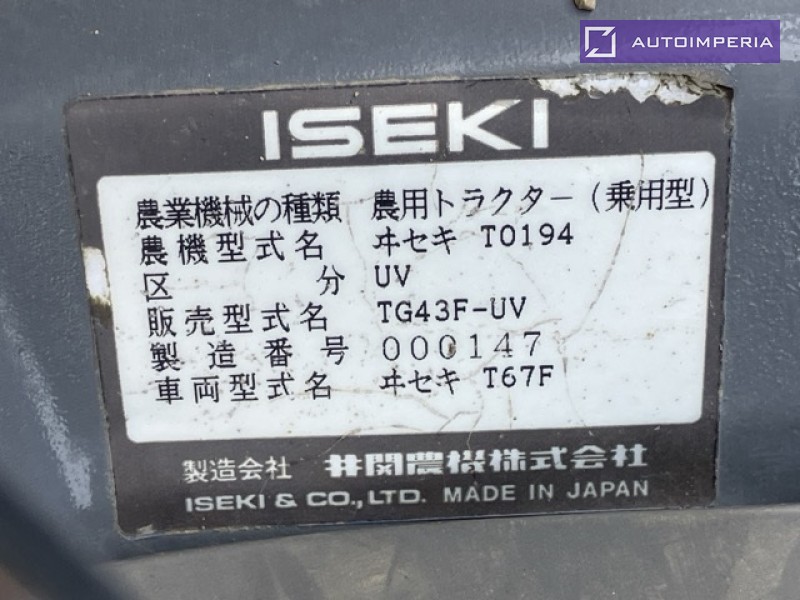 AUTOIMPERIA
ISEKI
農業機械の種類 農用トラクター(乗用型)
農機型式名 ヰセキ T0194
区分 UV
販売型式名 TG43F-UV
製造番号 000147
車両型式名 ヰセキ T67F
製造会社 井関農機株式会社
ISEKI & CO., LTD. MADE IN JAPAN